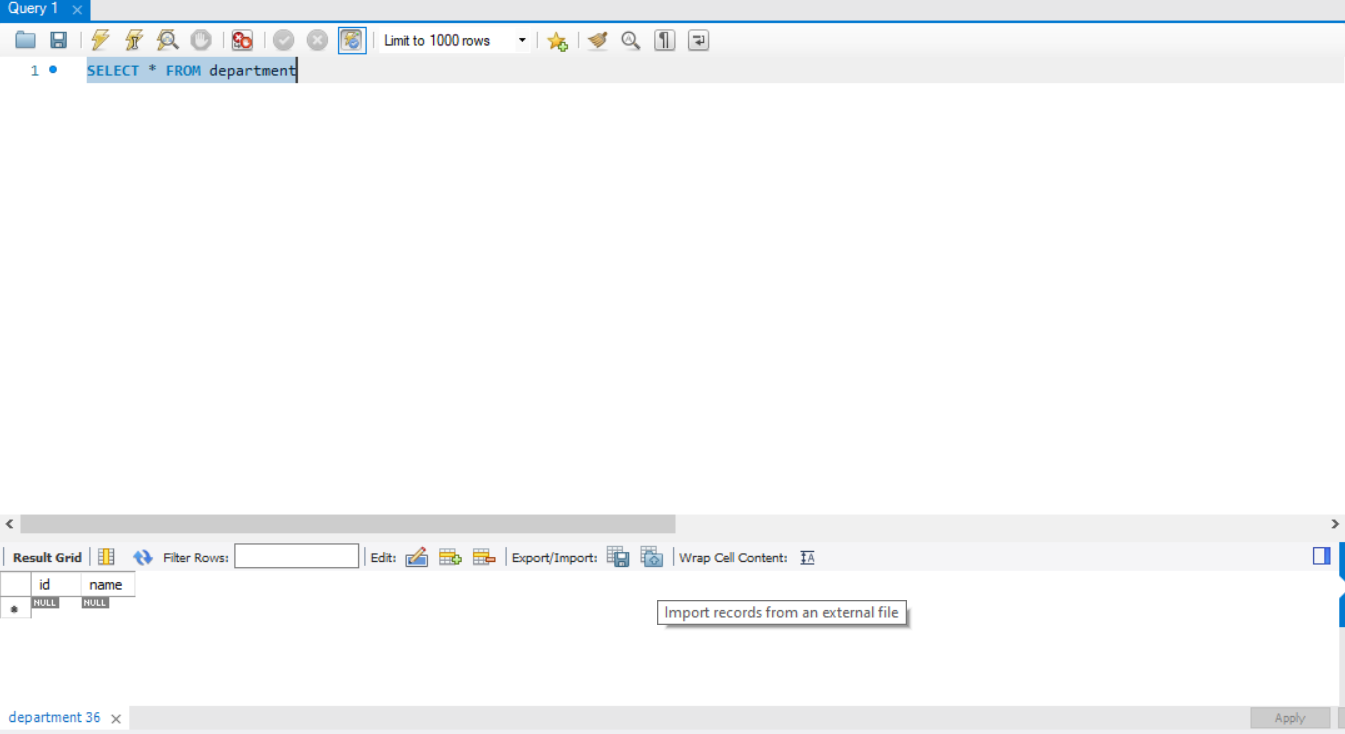 Query 1
Limit to 1000 rows
1 SELECT * FROM department
Result Grid Filter Rows: Edit: Export/Import: Wrap Cell Content: IA
id name
* NULL NULL
Import records from an external file
department 36 Apply